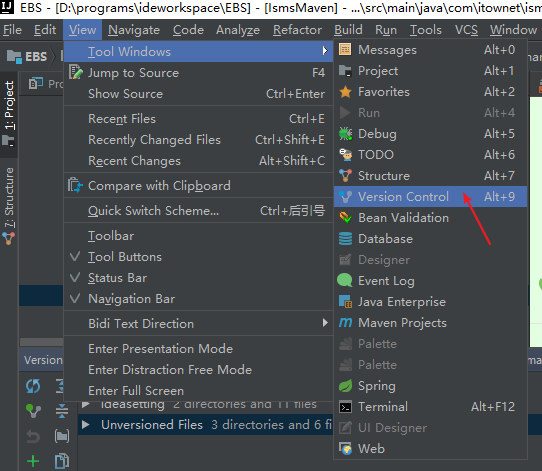 EBS - [D:\programs\ideworkspace\EBS] - [IsmsMaven] - ...\src\main\java\com\itownet\ism
File Edit View Navigate Code Analyze Refactor Build Run Tools VCS Window
EBS
1: Project
7: Structure
Tool Windows
Jump to Source F4
Show Source Ctrl+Enter
Recent Files Ctrl+E
Recently Changed Files Ctrl+Shift+E
Recent Changes Alt+Shift+C
Compare with Clipboard
Quick Switch Scheme... Ctrl+后引号
Toolbar
Tool Buttons
Status Bar
Navigation Bar
Bidi Text Direction
Enter Presentation Mode
Enter Distraction Free Mode
Enter Full Screen
Messages Alt+0
Project Alt+1
Favorites Alt+2
Run Alt+4
Debug Alt+5
TODO Alt+6
Structure Alt+7
Version Control Alt+9
Bean Validation
Database
Designer
Event Log
Java Enterprise
Maven Projects
Palette
Palette
Spring
Terminal Alt+F12
UI Designer
Web
Version
ideasetting 2 directories and 11 files
Unversioned Files 3 directories and 6 fi